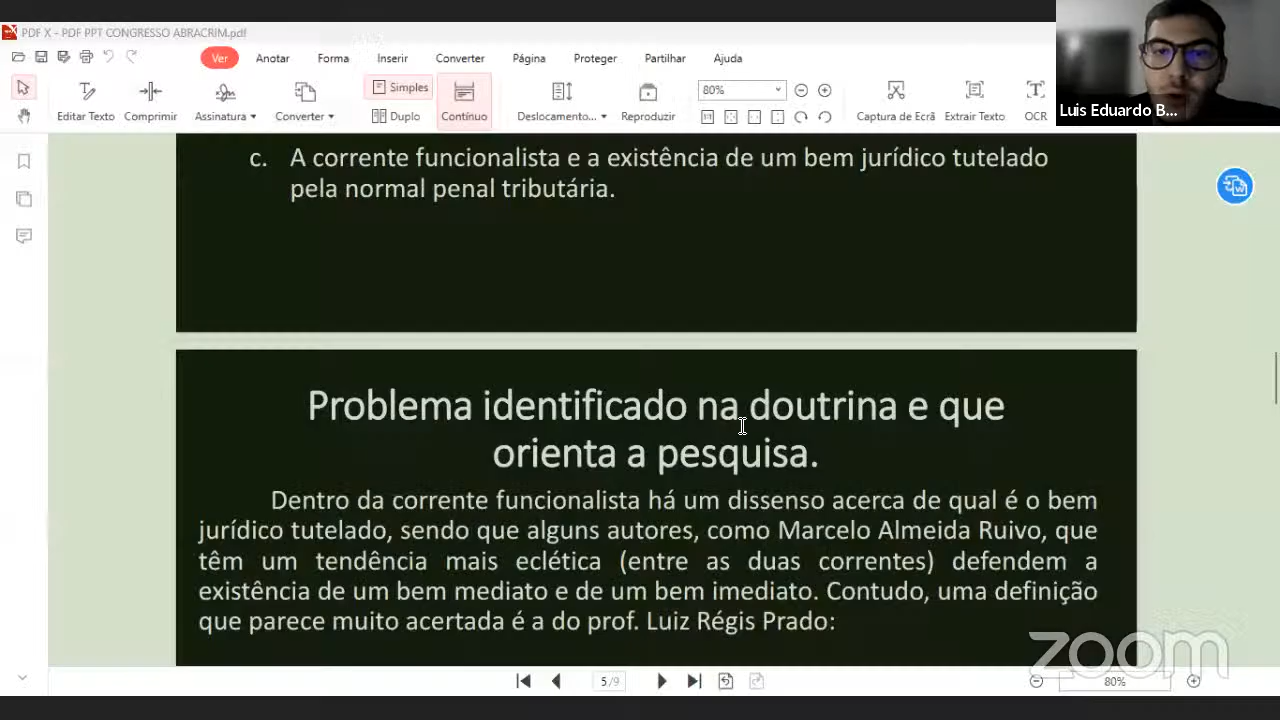 PDF X - PDF PPT CONGRESSO ABRACRIM.pdf
Ver Anotar Forma Inserir Converter Página Proteger Partilhar Ajuda
Simples
80%
Editar Texto Comprimir Assinatura Converter Duplo Contínuo Deslocamento... Reproduzir Captura de Ecrã Extrair Texto OCR
Luis Eduardo B...
c. A corrente funcionalista e a existência de um bem jurídico tutelado
pela normal penal tributária.
Problema identificado na doutrina e que
orienta a pesquisa.
Dentro da corrente funcionalista há um dissenso acerca de qual é o bem
jurídico tutelado, sendo que alguns autores, como Marcelo Almeida Ruivo, que
têm um tendência mais eclética (entre as duas correntes) defendem a
existência de um bem mediato e de um bem imediato. Contudo, uma definição
que parece muito acertada é a do prof. Luiz Régis Prado:
zoom
5/9
80%